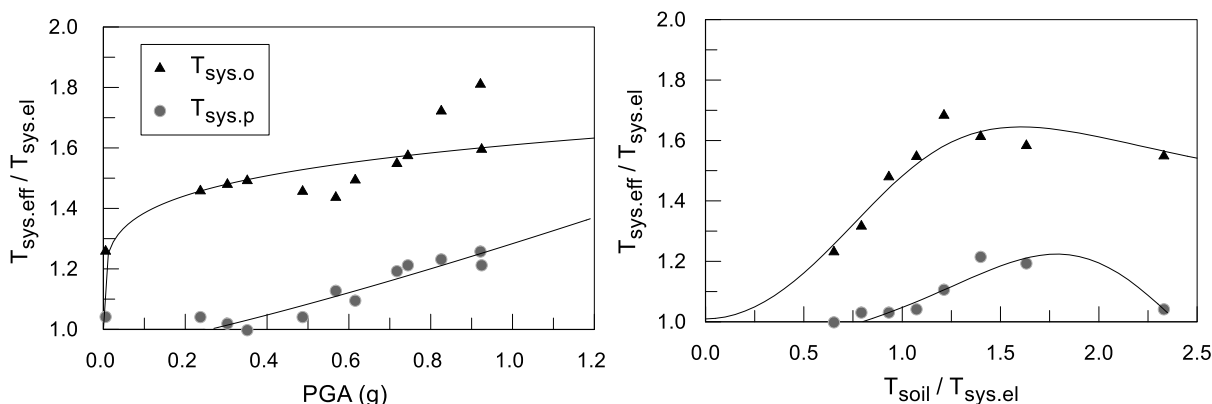 2.0
1.8
1.6
1.4
1.2
1.0
T_sys.eff / T_sys.el
T_sys.o
T_sys.p
0.0 0.2 0.4 0.6 0.8 1.0 1.2
PGA (g)
2.0
1.8
1.6
1.4
1.2
1.0
T_sys.eff / T_sys.el
0.0 0.5 1.0 1.5 2.0 2.5
T_soil / T_sys.el